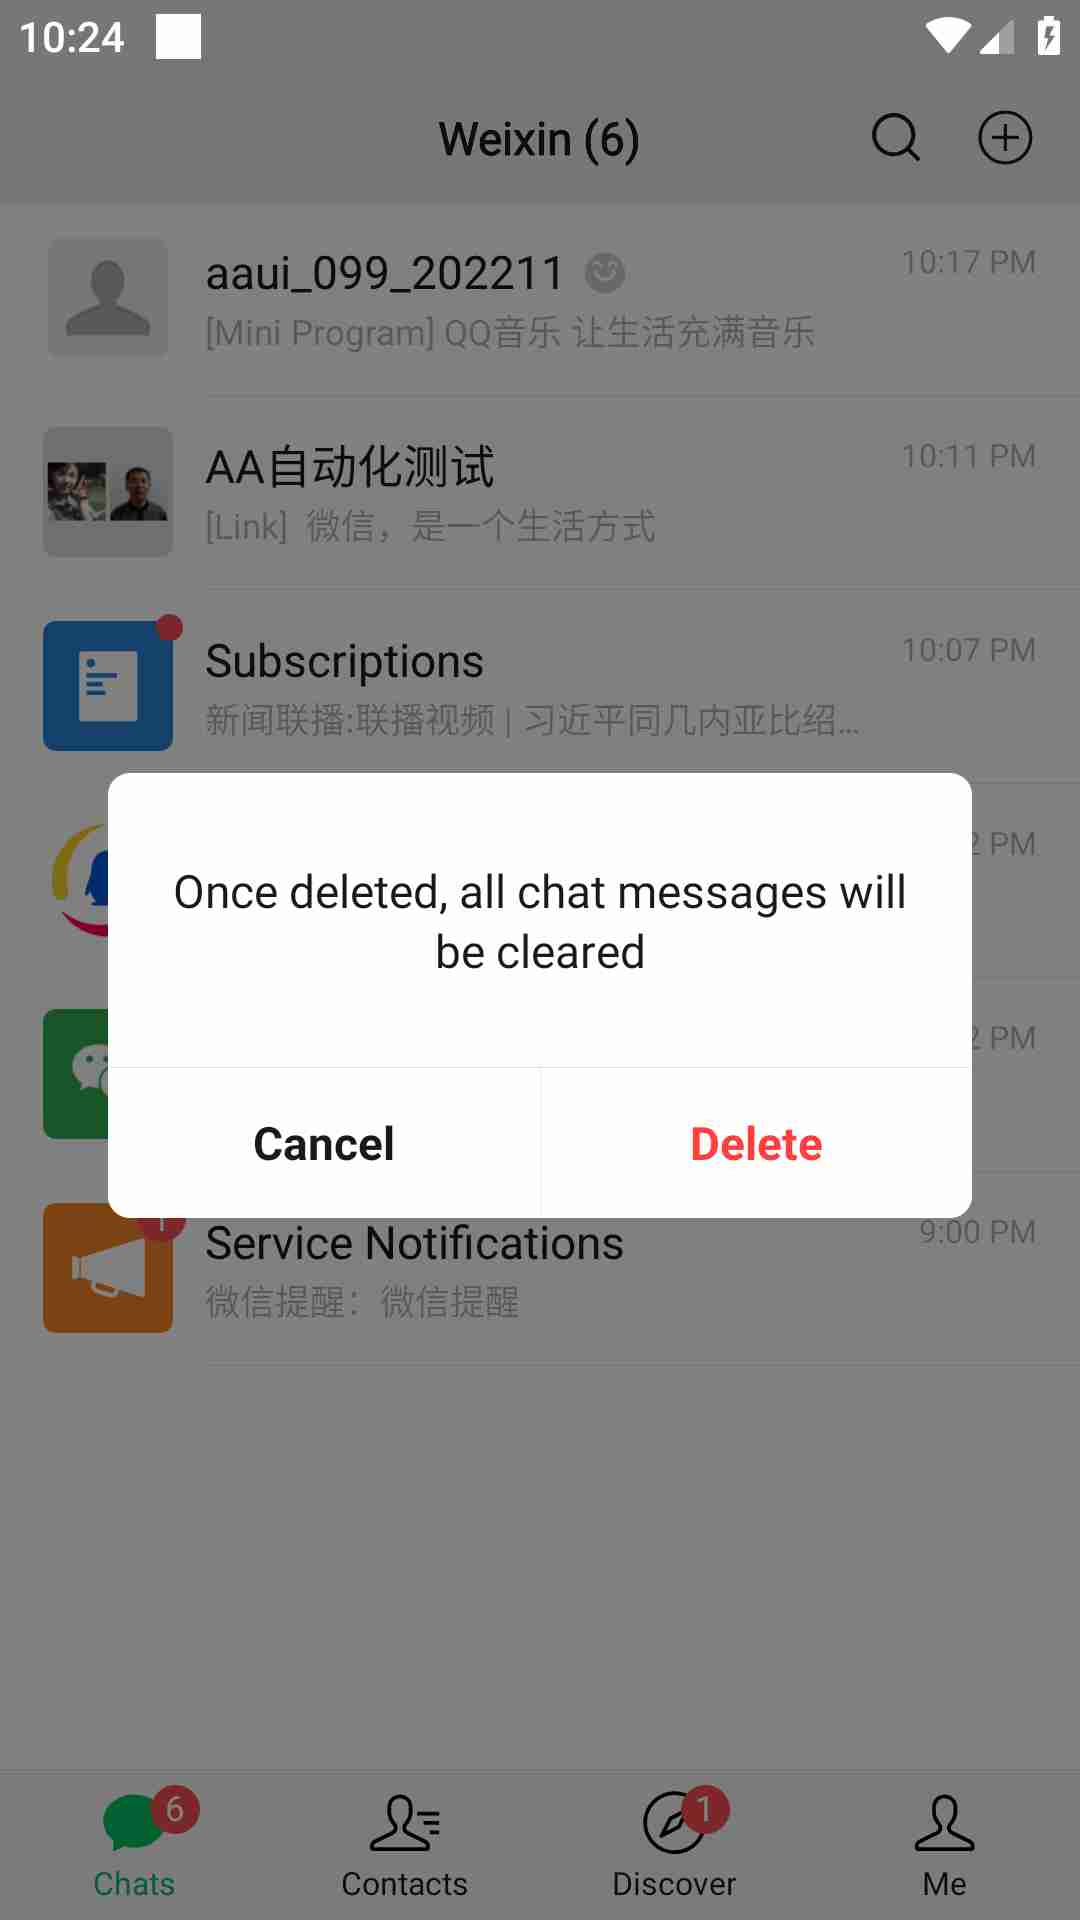 10:24
Weixin (6)
aaui_099_202211
10:17 PM
[Mini Program] QQ音乐 让生活充满音乐
AA自动化测试
10:11 PM
[Link] 微信，是一个生活方式
Subscriptions
10:07 PM
新闻联播:联播视频 | 习近平同几内亚比绍...
2 PM
Once deleted, all chat messages will
be cleared
2 PM
Cancel
Delete
1
Service Notifications
9:00 PM
微信提醒：微信提醒
6
1
Chats
Contacts
Discover
Me